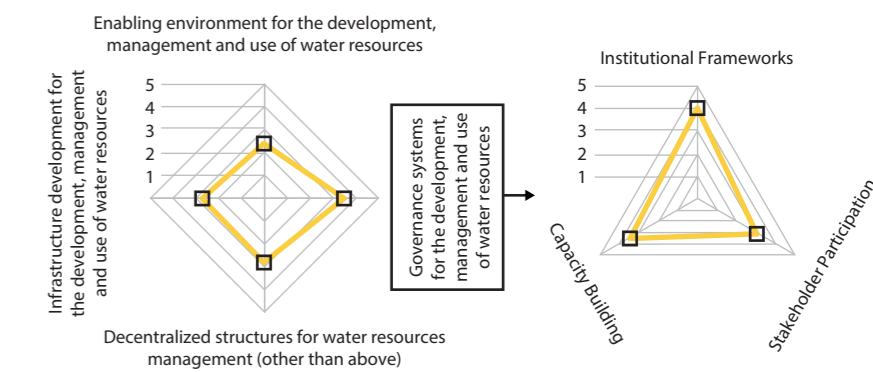 Enabling environment for the development,
management and use of water resources
Infrastructure development for
the development, management
and use of water resources
5
4
3
2
1
Decentralized structures for water resources
management (other than above)
Governance systems
for the development,
management and use
of water resources
Institutional Frameworks
5
4
3
2
1
Capacity Building
Stakeholder Participation